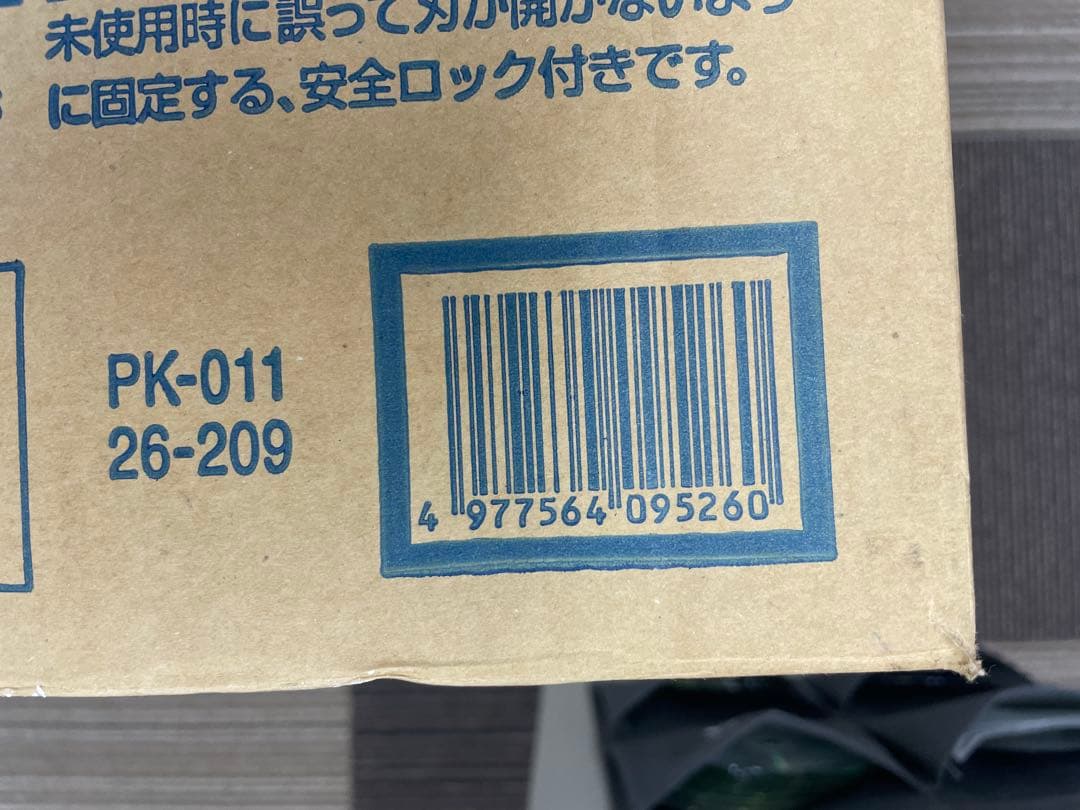 未使用時に誤って刃が開かないよう
に固定する、安全ロック付きです。
PK-011
26-209
4 977564 095260